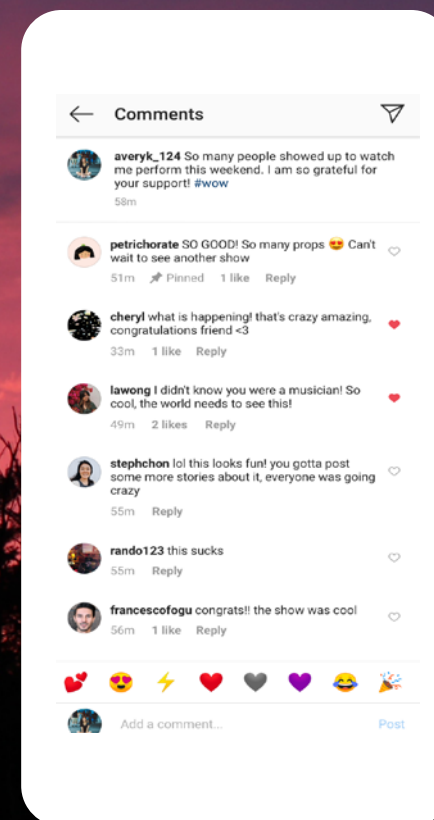 Comments
averyk_124 So many people showed up to watch
me perform this weekend. I am so grateful for
your support! #wow
58m
petrichorate SO GOOD! So many props 😍 Can't
wait to see another show
51m Pinned 1 like Reply
cheryl what is happening! that's crazy amazing,
congratulations friend <3
33m 1 like Reply
lawong I didn't know you were a musician! So
cool, the world needs to see this!
49m 2 likes Reply
stephchon lol this looks fun! you gotta post
some more stories about it, everyone was going
crazy
55m Reply
rando123 this sucks
55m Reply
francescofogu congrats!! the show was cool
56m 1 like Reply
Add a comment... Post